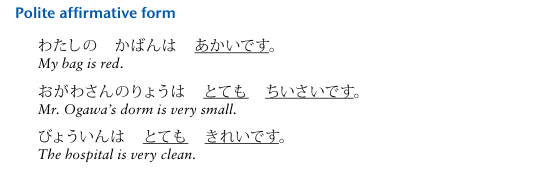 Polite affirmative form
わたしの　かばんは　あかいです。
My bag is red.
おがわさんのりょうは　とても　ちいさいです。
Mr. Ogawa's dorm is very small.
びょういんは　とても　きれいです。
The hospital is very clean.